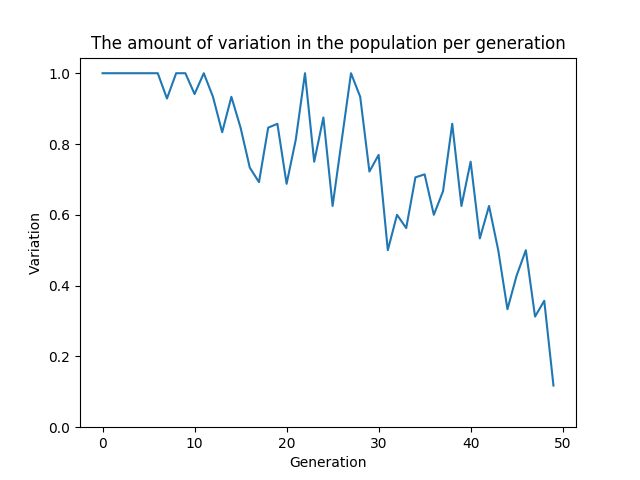 The amount of variation in the population per generation
1.0
0.8
0.6
0.4
0.2
0.0
Variation
0 10 20 30 40 50
Generation